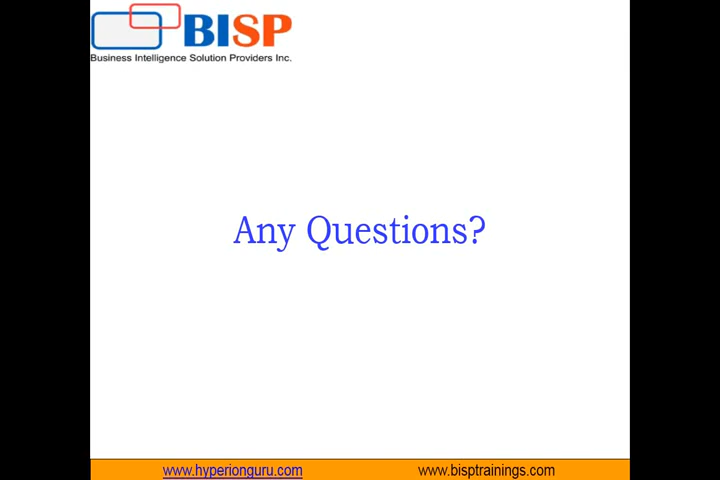 BISP
Business Intelligence Solution Providers Inc.
Any Questions?
www.hyperionguru.com
www.bisptrainings.com